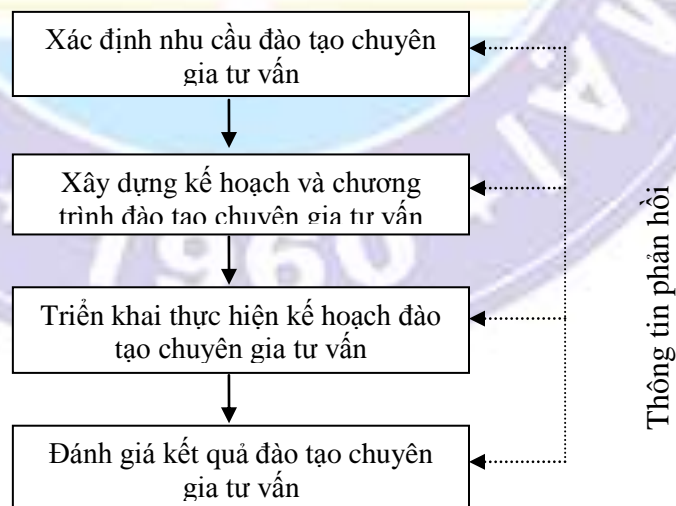 Xác định nhu cầu đào tạo chuyên
gia tư vấn
Xây dựng kế hoạch và chương
trình đào tạo chuyên gia tư vấn
Triển khai thực hiện kế hoạch đào
tạo chuyên gia tư vấn
Đánh giá kết quả đào tạo chuyên
gia tư vấn
Thông tin phản hồi
1960